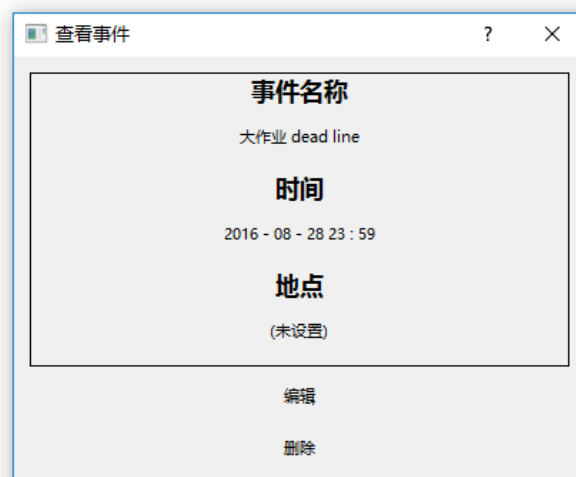 查看事件
?
事件名称
大作业 dead line
时间
2016 - 08 - 28 23 : 59
地点
(未设置)
编辑
删除